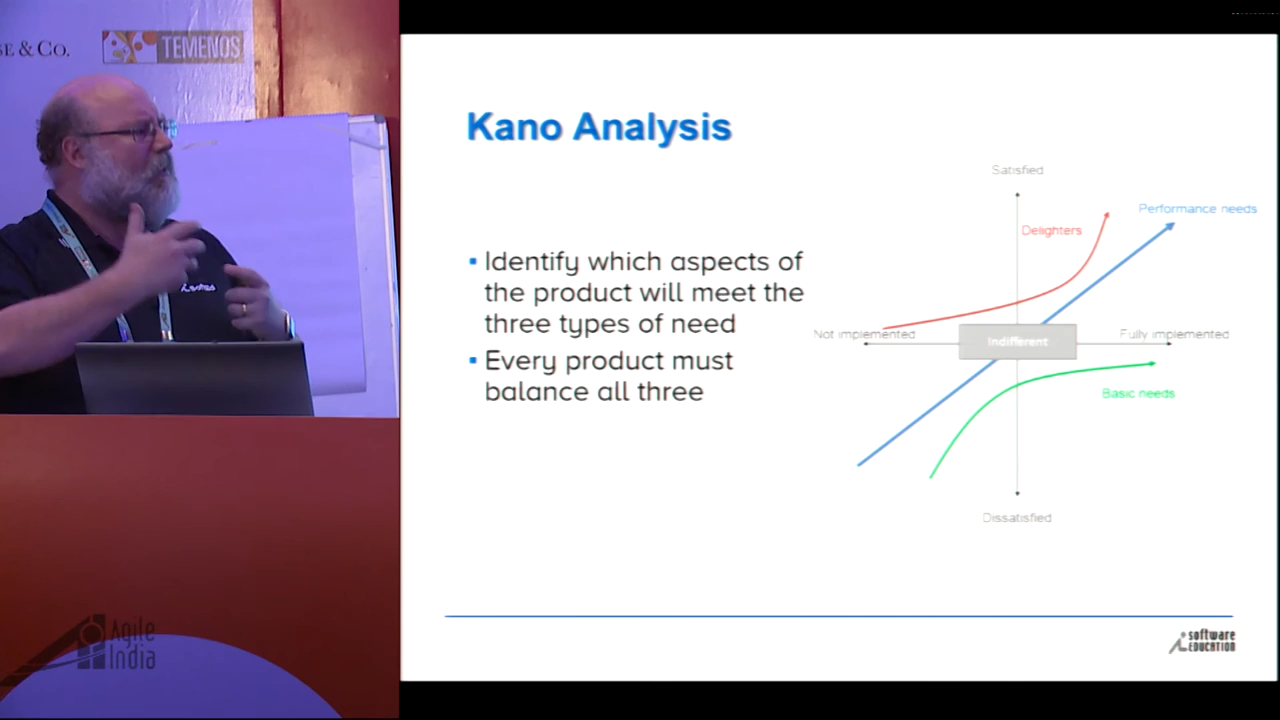 SE & CO.
TEMENOS
Kano Analysis
Identify which aspects of
the product will meet the
three types of need
Every product must
balance all three
Satisfied
Performance needs
Delighters
Not implemented
Indifferent
Fully implemented
Basic needs
Dissatisfied
Agile
India
software
EDUCATION